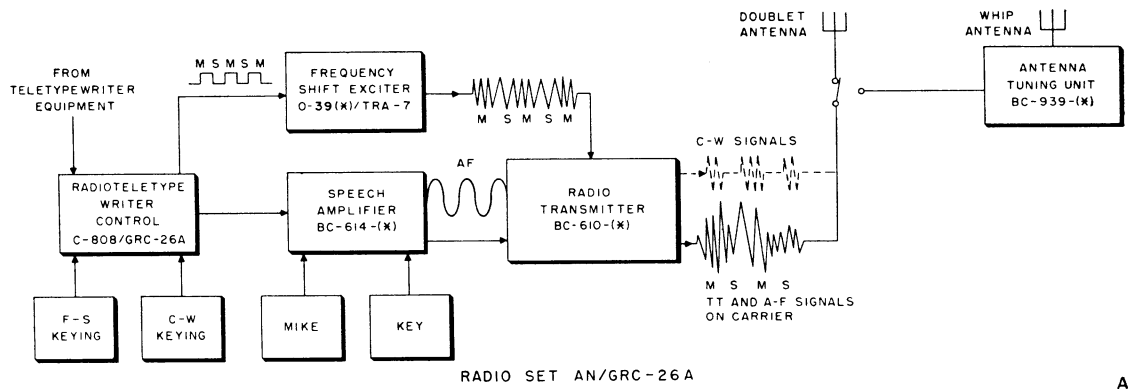 DOUBLET
ANTENNA
WHIP
ANTENNA
FROM
TELETYPEWRITER
EQUIPMENT
M S M S M
FREQUENCY
SHIFT EXCITER
O-39(*)/TRA-7
M S M S M
ANTENNA
TUNING UNIT
BC-939-(*)
RADIOTELETYPE
WRITER
CONTROL
C-808/GRC-26A
SPEECH
AMPLIFIER
BC-614-(*)
AF
RADIO
TRANSMITTER
BC-610-(*)
C-W SIGNALS
M S M S
TT AND A-F SIGNALS
ON CARRIER
F-S
KEYING
C-W
KEYING
MIKE
KEY
RADIO SET AN/GRC-26A
A